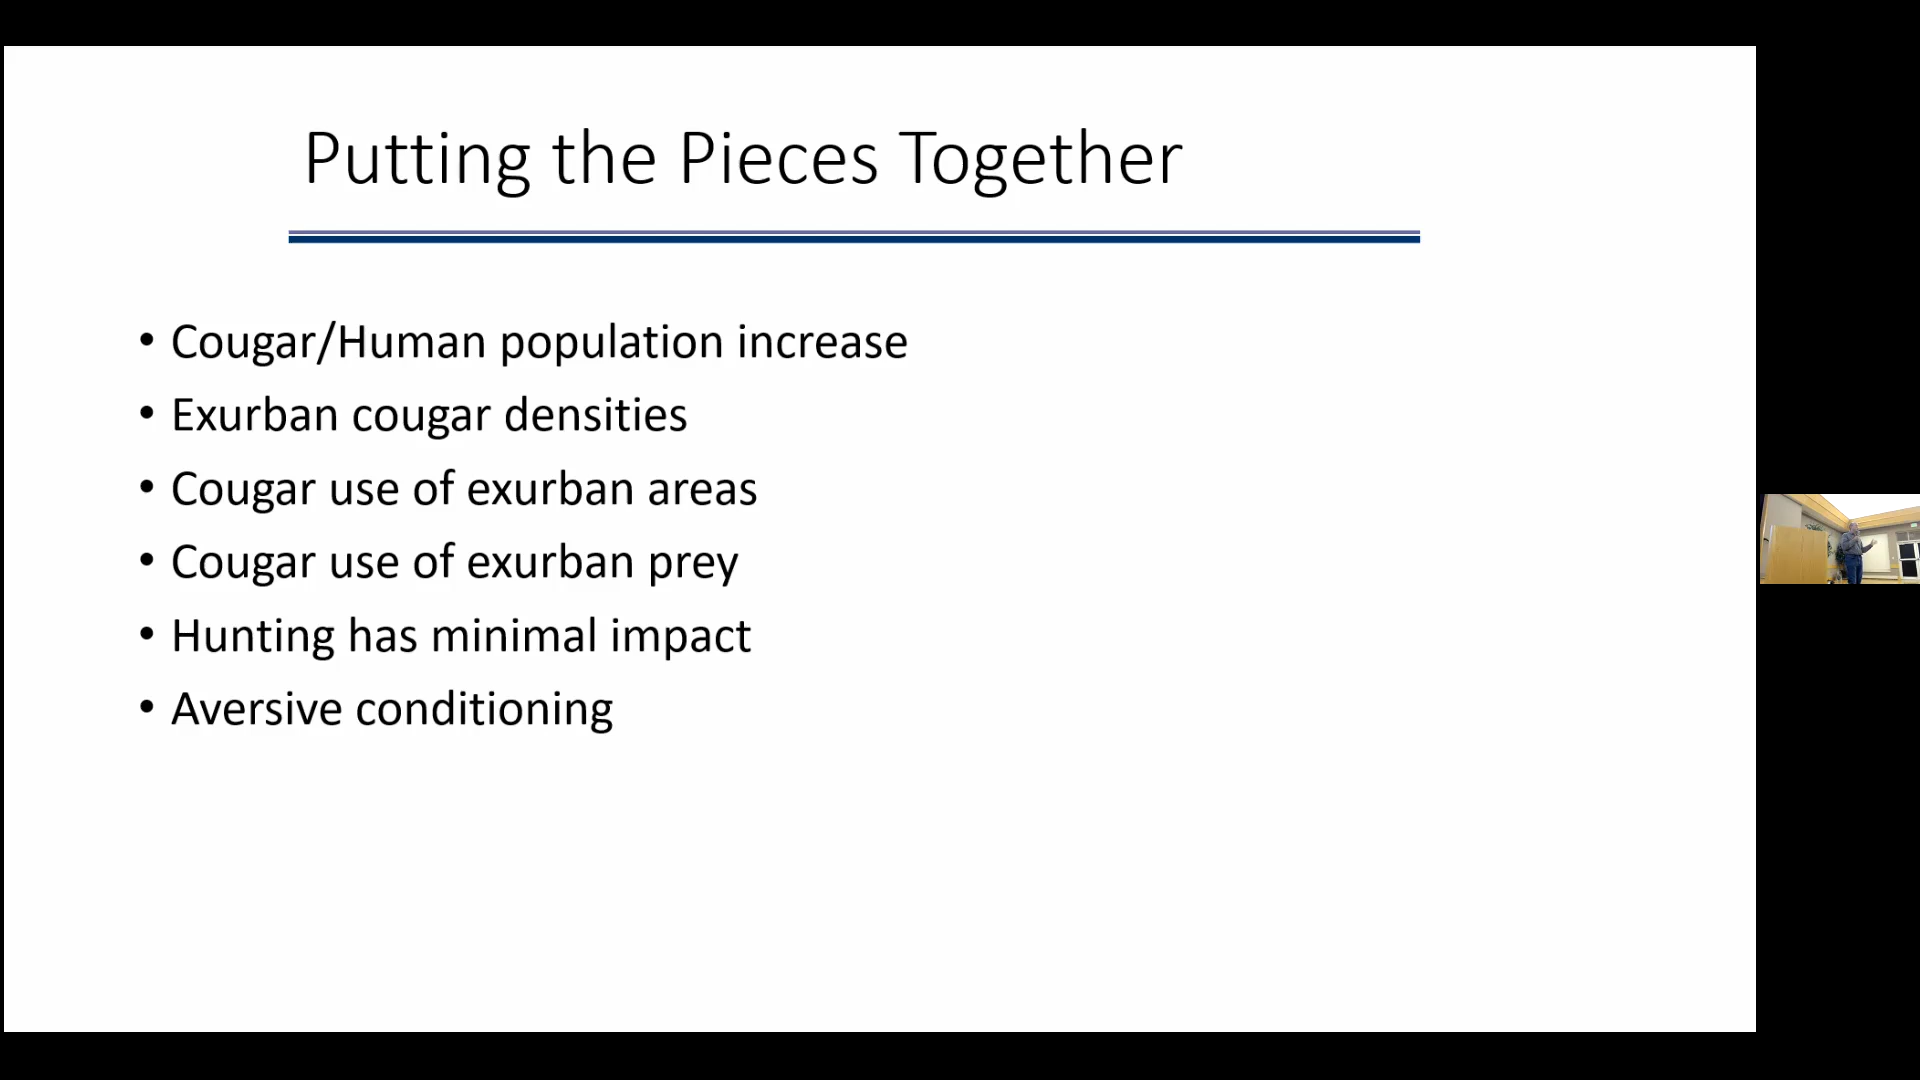 Putting the Pieces Together
• Cougar/Human population increase
• Exurban cougar densities
• Cougar use of exurban areas
• Cougar use of exurban prey
• Hunting has minimal impact
• Aversive conditioning